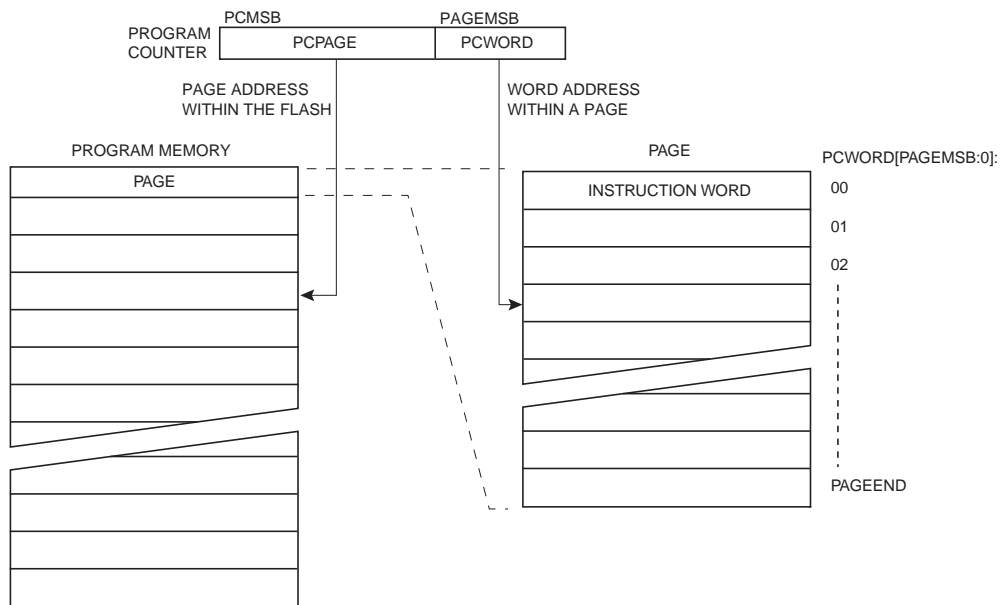 PCMSB PAGEMSB
PROGRAM
COUNTER
PCPAGE PCWORD
PAGE ADDRESS
WITHIN THE FLASH
WORD ADDRESS
WITHIN A PAGE
PROGRAM MEMORY
PAGE
PAGE
INSTRUCTION WORD
PCWORD[PAGEMSB:0]:
00
01
02
PAGEEND